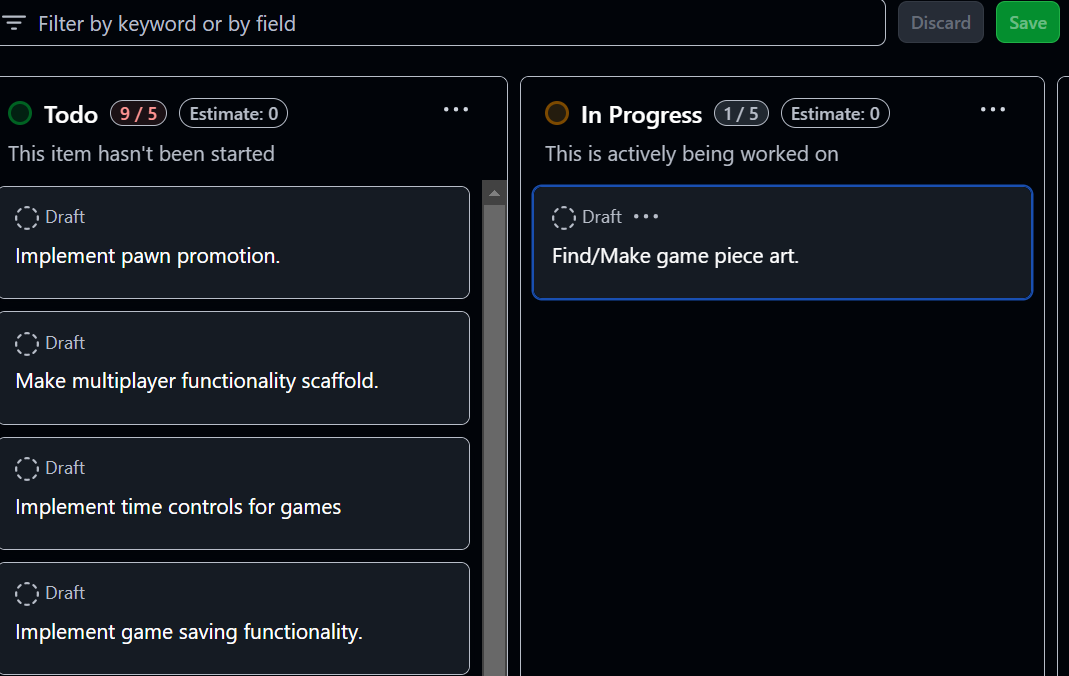 Filter by keyword or by field
Discard
Save
Todo 9 / 5 Estimate: 0
This item hasn't been started
Draft
Implement pawn promotion.
Draft
Make multiplayer functionality scaffold.
Draft
Implement time controls for games
Draft
Implement game saving functionality.
In Progress 1 / 5 Estimate: 0
This is actively being worked on
Draft
Find/Make game piece art.